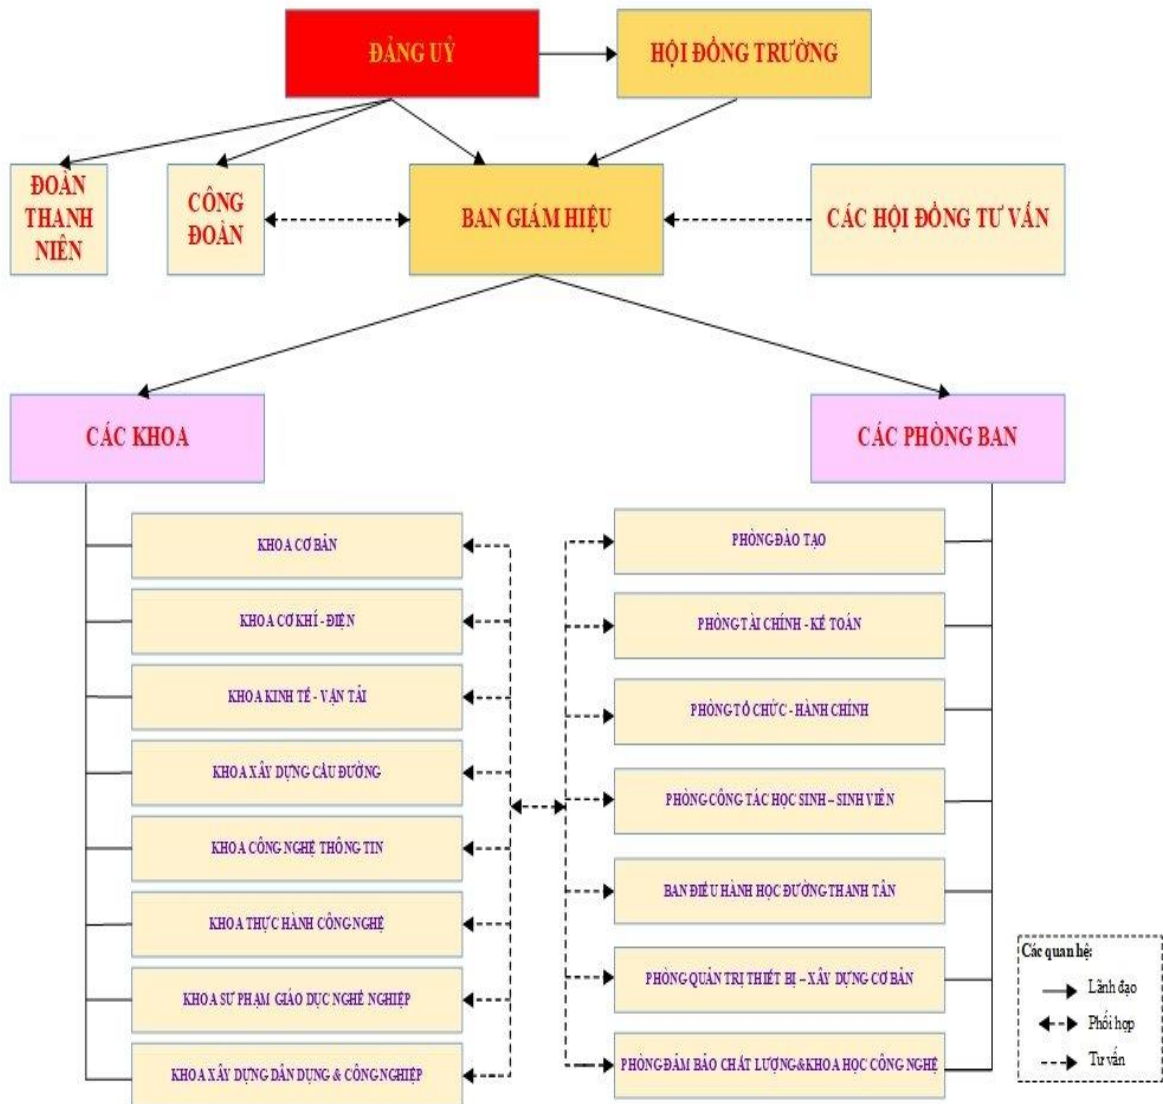 ĐẢNG UỶ
HỘI ĐỒNG TRƯỜNG
ĐOÀN
THANH
NIÊN
CÔNG
ĐOÀN
BAN GIÁM HIỆU
CÁC HỘI ĐỒNG TƯ VẤN
CÁC KHOA
CÁC PHÒNG BAN
KHOA CƠ BẢN
KHOA CƠ KHÍ - ĐIỆN
KHOA KINH TẾ - VẬN TẢI
KHOA XÂY DỰNG CẦU ĐƯỜNG
KHOA CÔNG NGHỆ THÔNG TIN
KHOA THỰC HÀNH CÔNG NGHỆ
KHOA SƯ PHẠM GIÁO DỤC NGHỀ NGHIỆP
KHOA XÂY DỰNG DÂN DỤNG & CÔNG NGHIỆP
PHÒNG ĐÀO TẠO
PHÒNG TÀI CHÍNH - KẾ TOÁN
PHÒNG TỔ CHỨC - HÀNH CHÍNH
PHÒNG CÔNG TÁC HỌC SINH – SINH VIÊN
BAN ĐIỀU HÀNH HỌC ĐƯỜNG THANH TÂN
PHÒNG QUẢN TRỊ THIẾT BỊ – XÂY DỰNG CƠ BẢN
PHÒNG ĐẢM BẢO CHẤT LƯỢNG&KHOA HỌC CÔNG NGHỆ
Các quan hệ:
Lãnh đạo
Phối hợp
Tư vấn